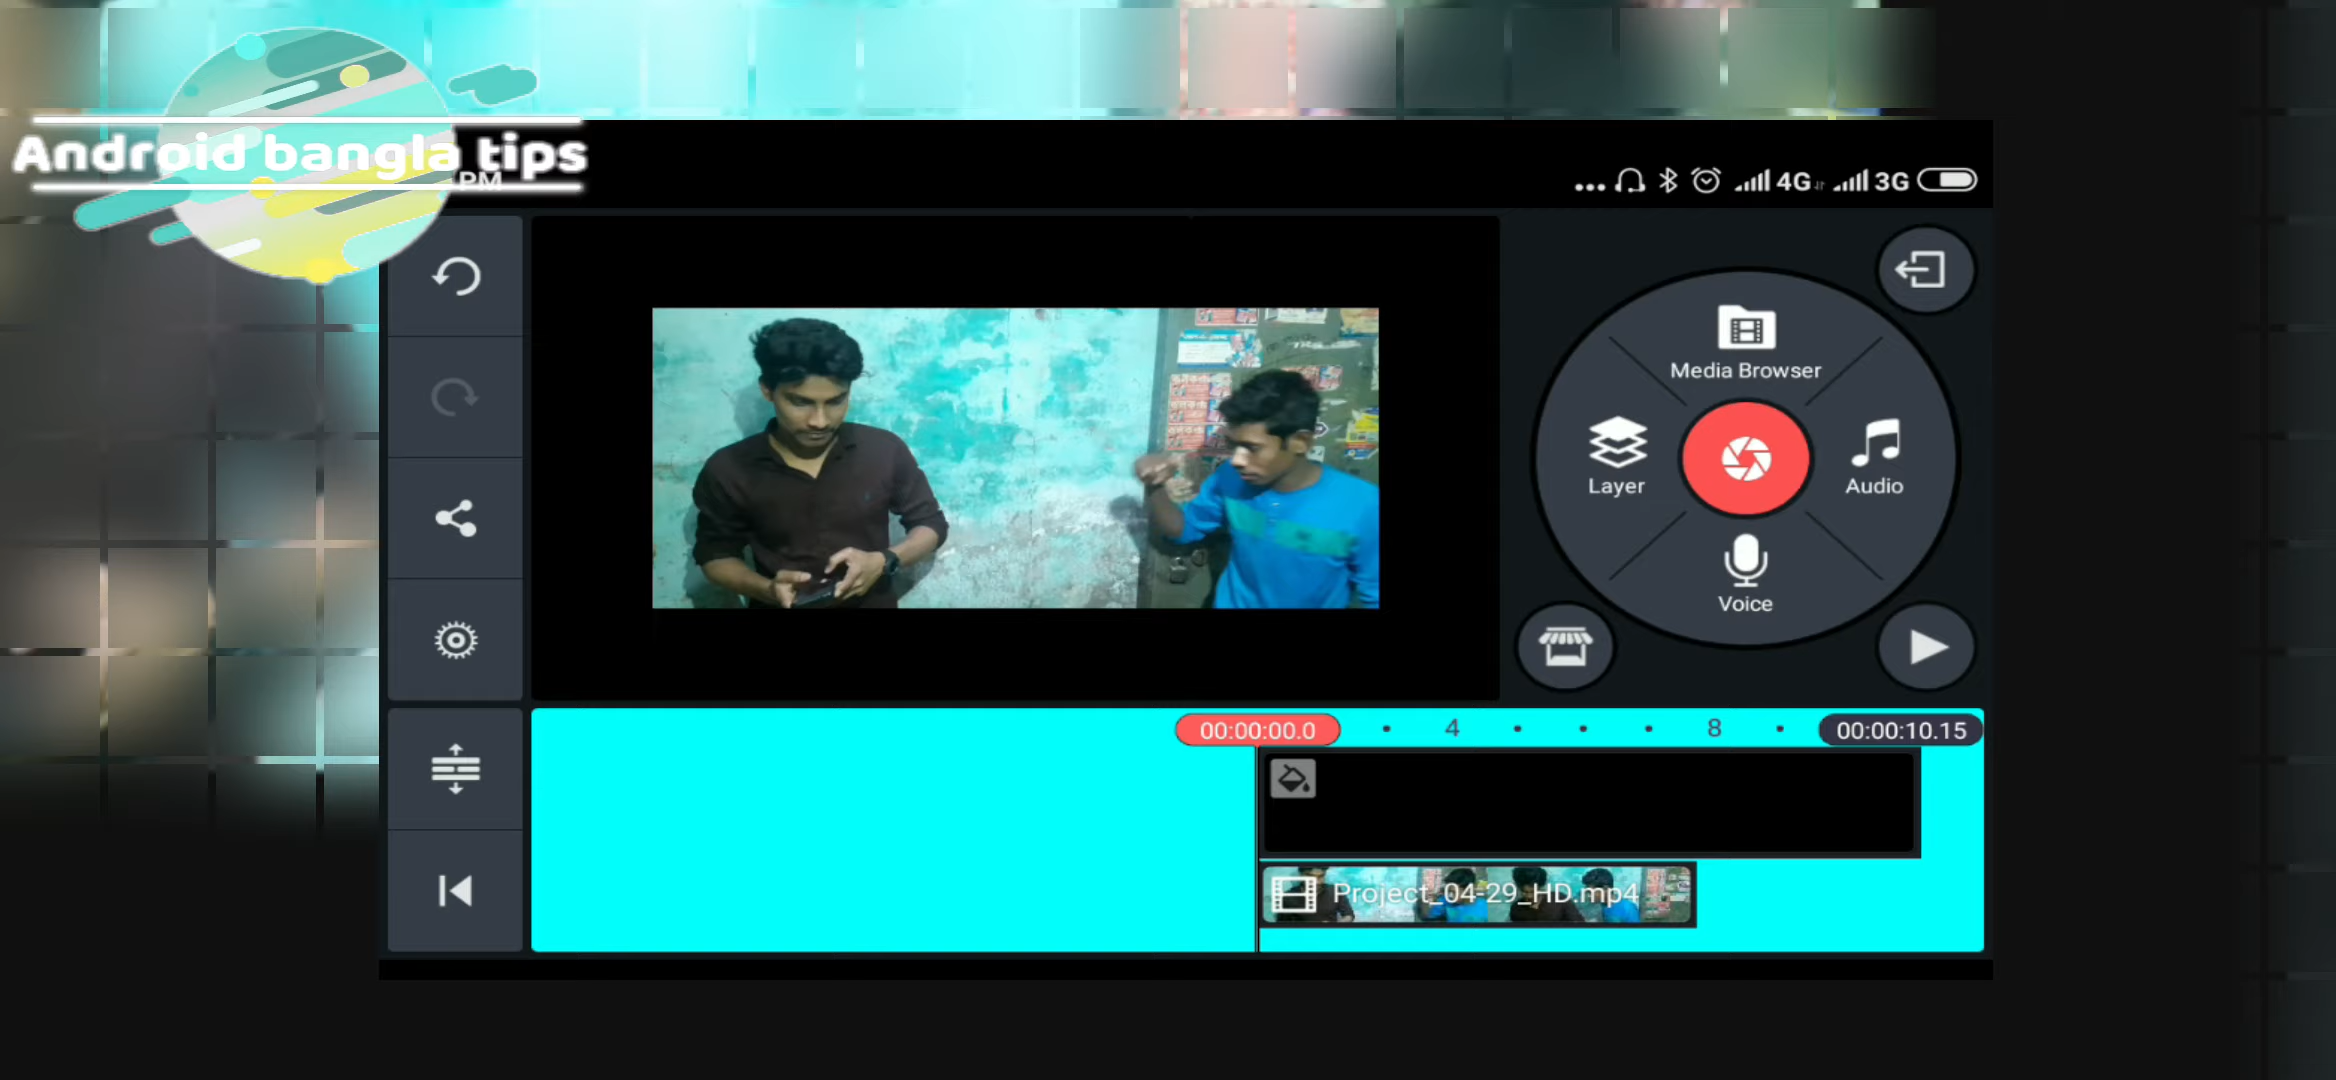 Android bangla tips
PM
4G
3G
Media Browser
Layer
Audio
Voice
00:00:00.0
4
8
00:00:10.15
Project_04-29_HD.mp4